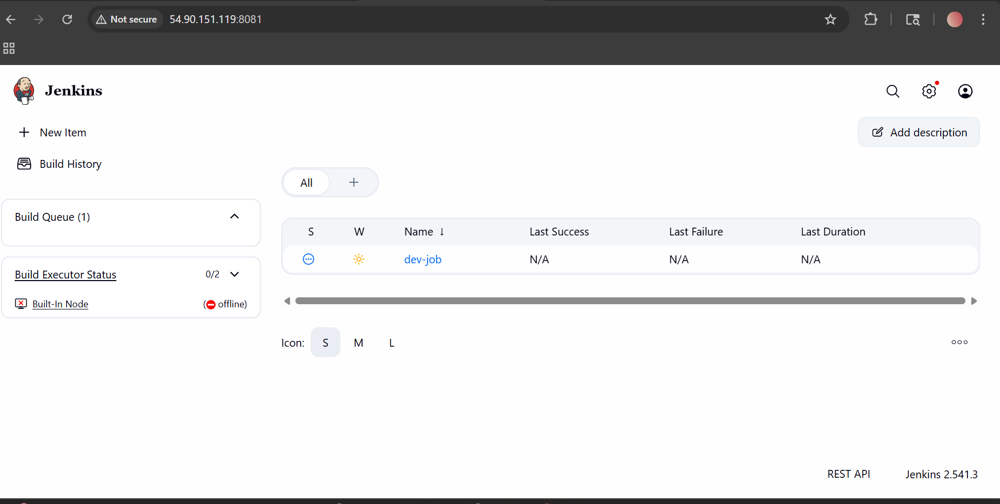 Not secure 54.90.151.119:8081
Jenkins
New Item
Add description
Build History
All
Build Queue (1)
S W Name ↓ Last Success Last Failure Last Duration
dev-job N/A N/A N/A
Build Executor Status 0/2
Built-In Node (offline)
Icon: S M L
REST API Jenkins 2.541.3